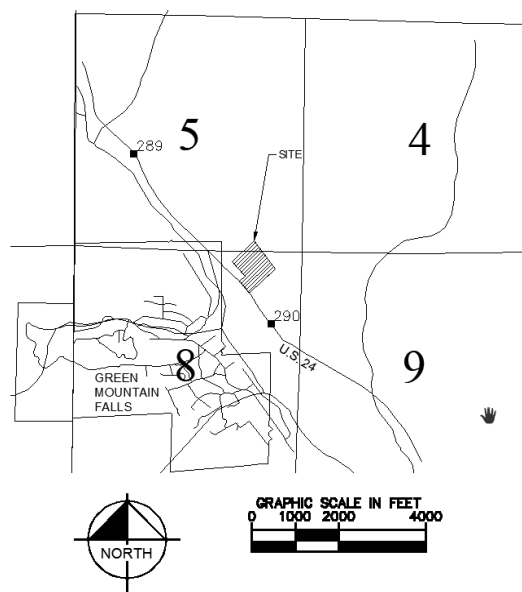 5
4
289
SITE
290
U.S.24
8
9
GREEN
MOUNTAIN
FALLS
GRAPHIC SCALE IN FEET
0 1000 2000 4000
NORTH